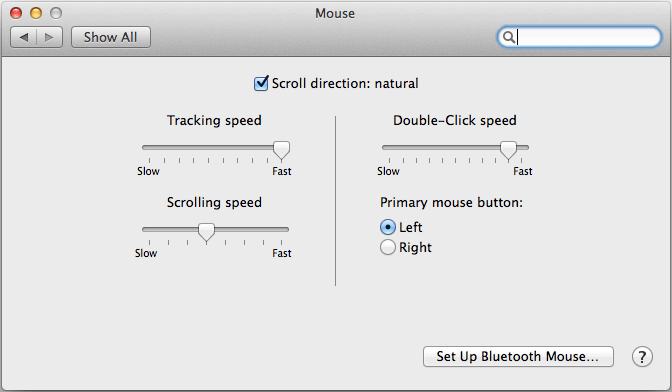 Mouse
Show All
Scroll direction: natural
Tracking speed
Slow Fast
Scrolling speed
Slow Fast
Double-Click speed
Slow Fast
Primary mouse button:
Left
Right
Set Up Bluetooth Mouse...
?